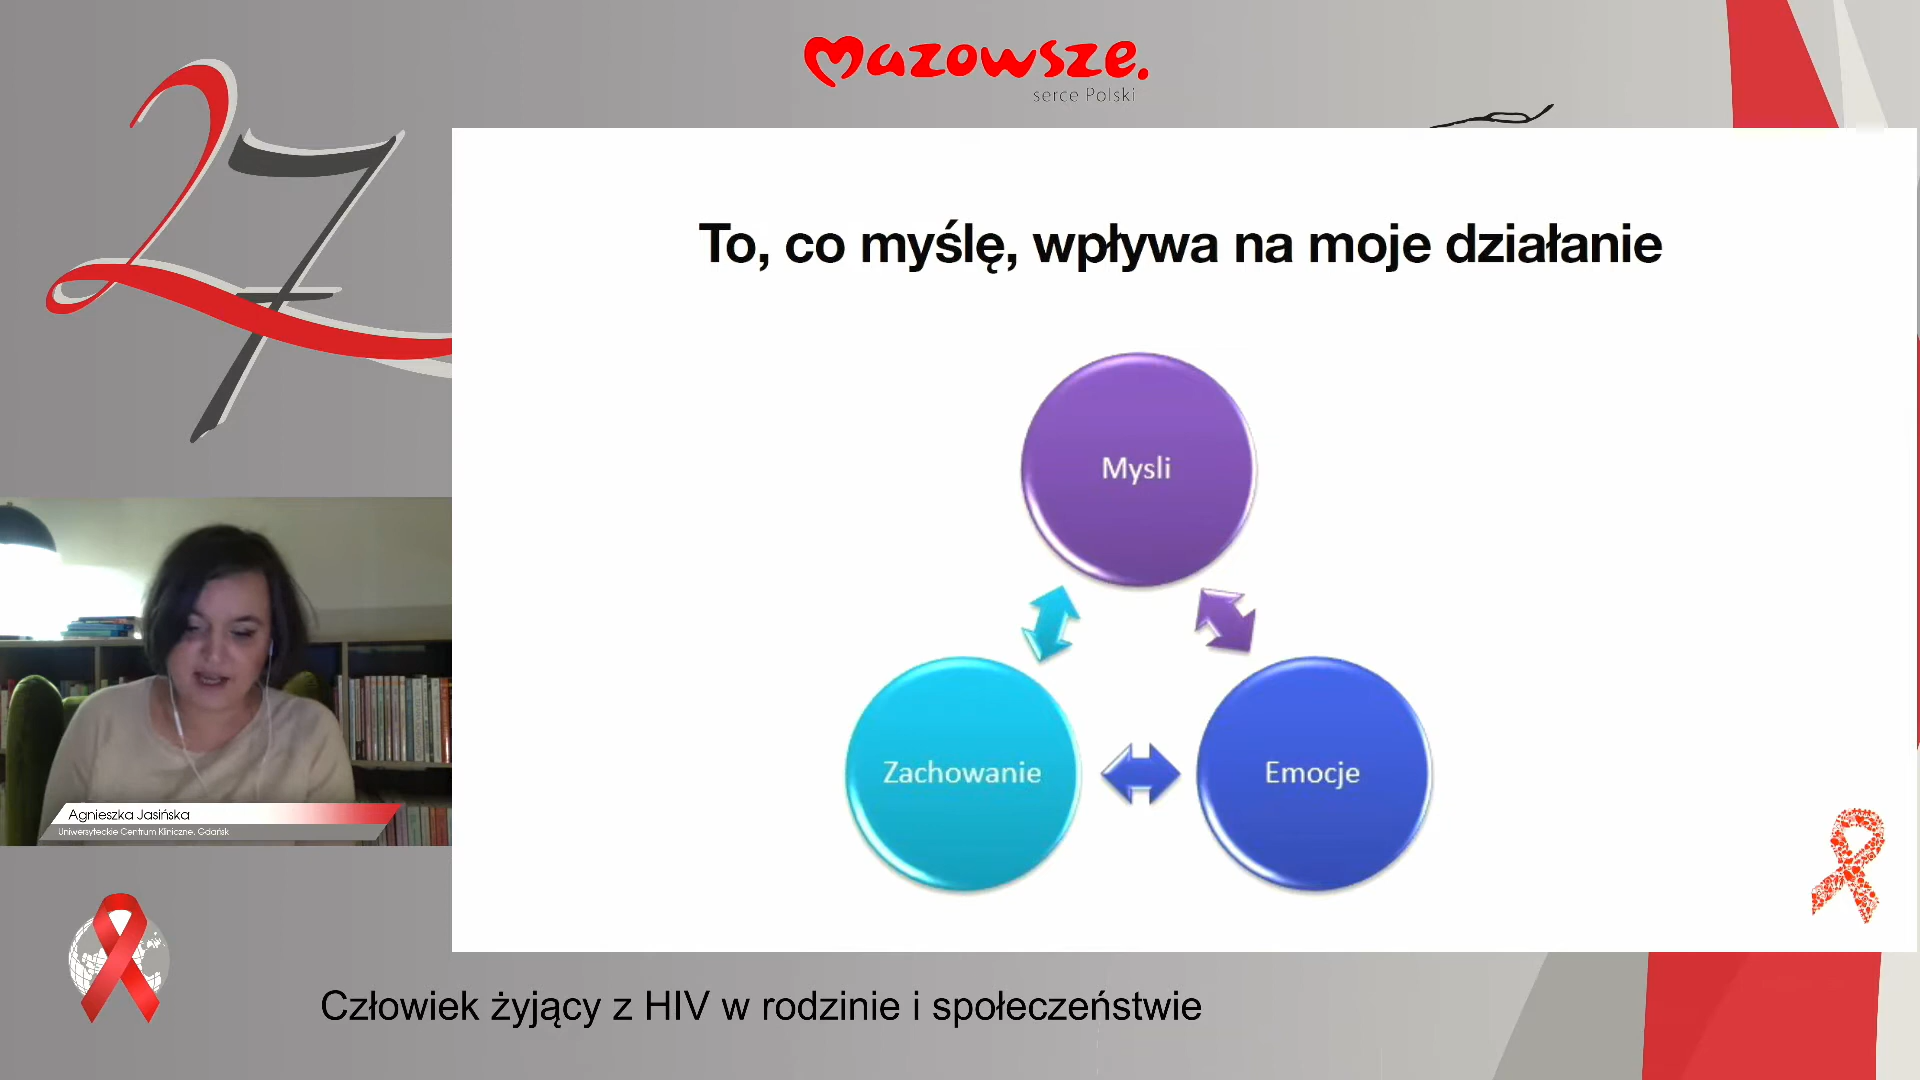 27
Mazowsze.
serce Polski
To, co myślę, wpływa na moje działanie
Mysli
Zachowanie
Emocje
Agnieszka Jasińska
Uniwersyteckie Centrum Kliniczne, Gdańsk
Człowiek żyjący z HIV w rodzinie i społeczeństwie